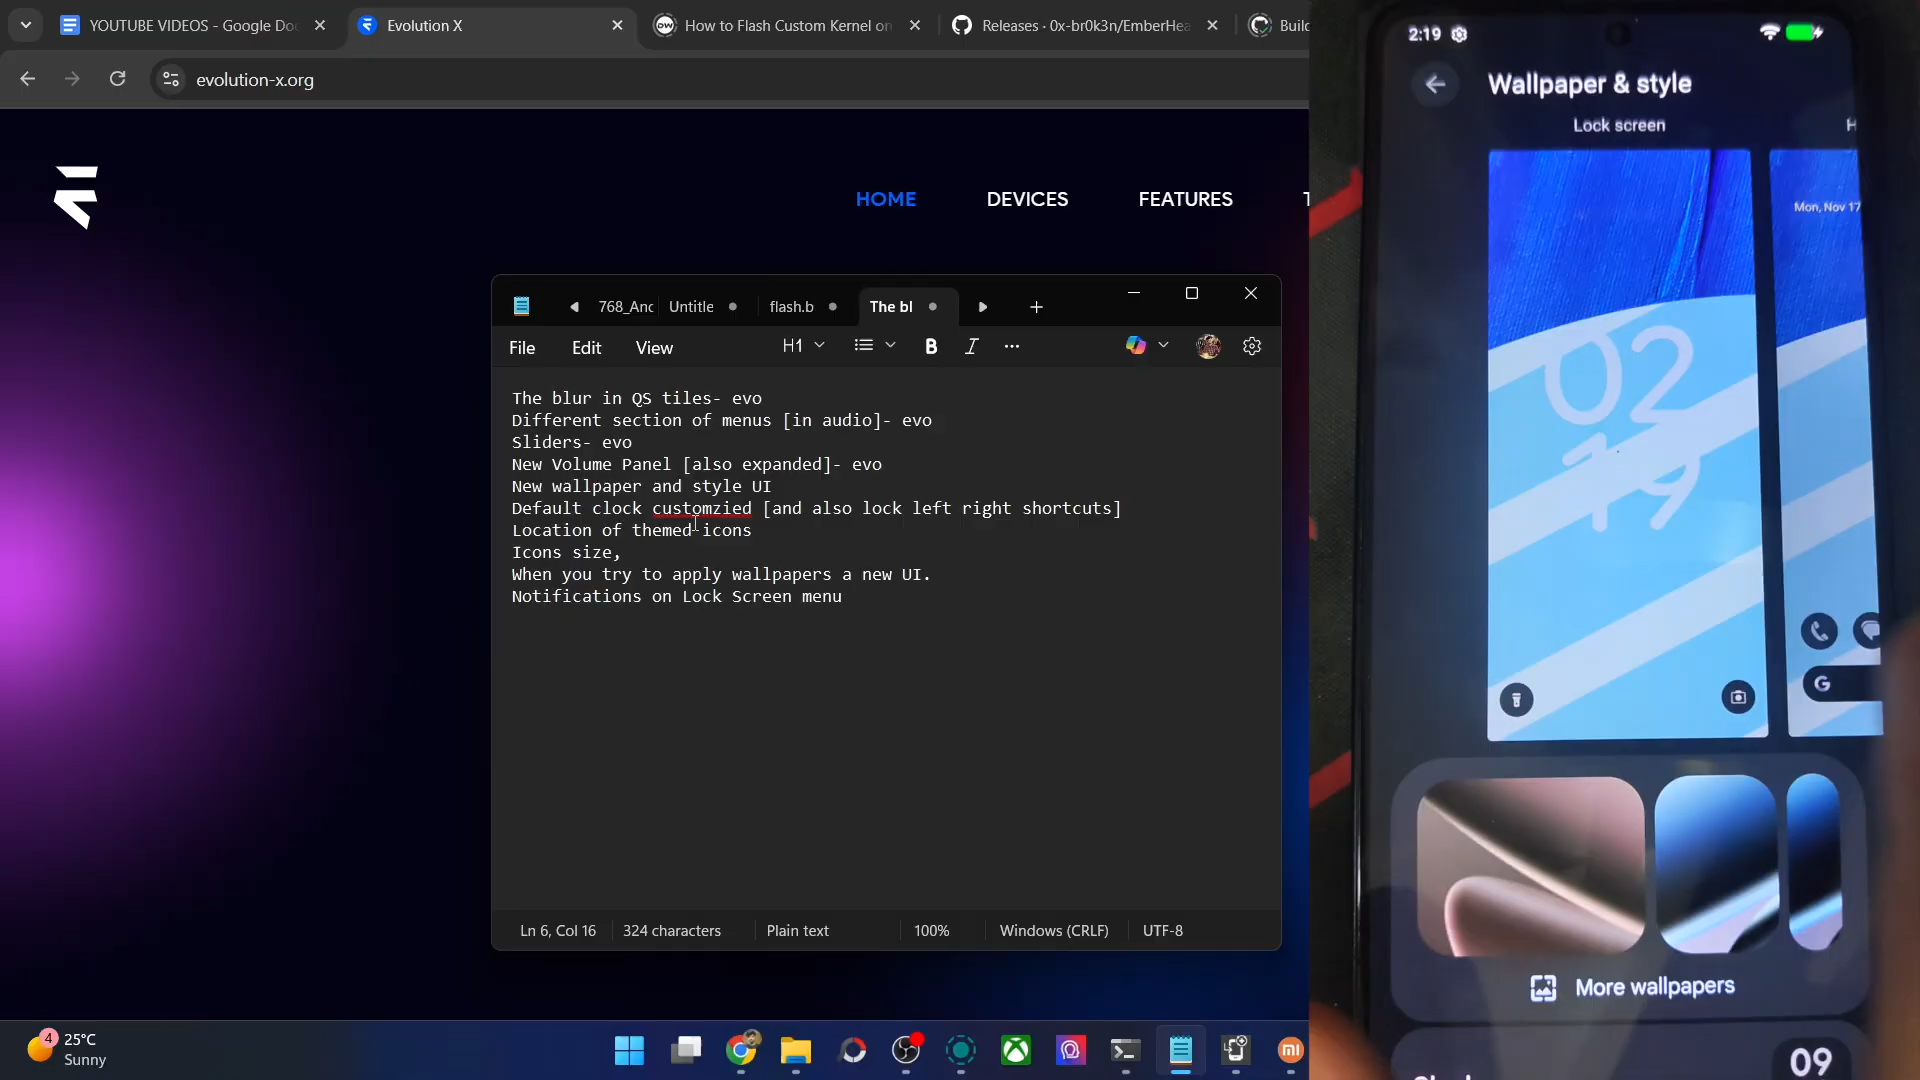 YOUTUBE VIDEOS - Google Do
Evolution X
How to Flash Custom Kernel on
Releases · 0x-br0k3n/EmberHea
Build
evolution-x.org
HOME
DEVICES
FEATURES
T
768_Anc
Untitle
flash.b
The bl
File
Edit
View
H1
B
I
The blur in QS tiles- evo
Different section of menus [in audio]- evo
Sliders- evo
New Volume Panel [also expanded]- evo
New wallpaper and style UI
Default clock customzied [and also lock left right shortcuts]
Location of themed icons
Icons size,
When you try to apply wallpapers a new UI.
Notifications on Lock Screen menu
Ln 6, Col 16
324 characters
Plain text
100%
Windows (CRLF)
UTF-8
4
25°C
Sunny
2:19
Wallpaper & style
Lock screen
H
Mon, Nov 17
02
19
G
More wallpapers
09